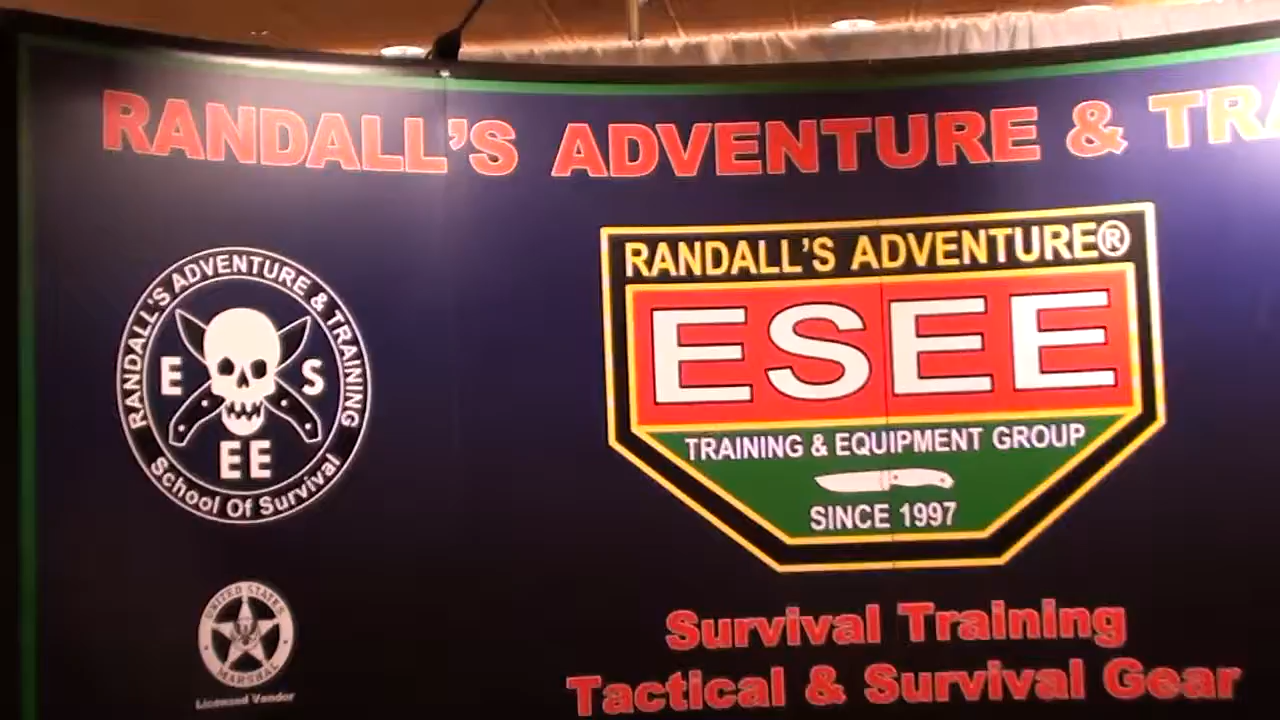 RANDALL'S ADVENTURE & TRA
RANDALL'S ADVENTURE & TRAINING
E S
EE
School Of Survival
RANDALL'S ADVENTURE®
ESEE
TRAINING & EQUIPMENT GROUP
SINCE 1997
UNITED STATES
MARSHAL
Licensed Vendor
Survival Training
Tactical & Survival Gear